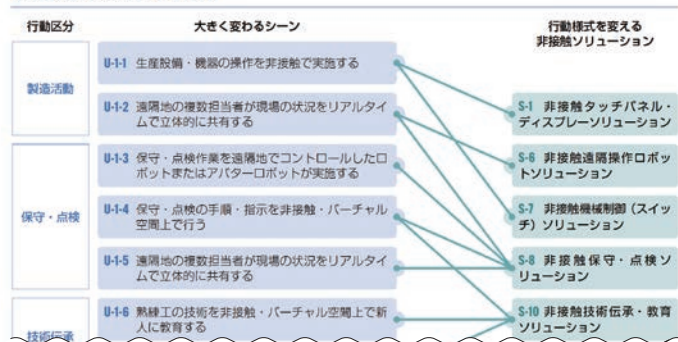 行動区分
大きく変わるシーン
行動様式を変える
非接触ソリューション
製造活動
U-1-1 生産設備・機器の操作を非接触で実施する
U-1-2 遠隔地の複数担当者が現場の状況をリアルタイ
ムで立体的に共有する
保守・点検
U-1-3 保守・点検作業を遠隔地でコントロールしたロ
ボットまたはアバターロボットが実施する
U-1-4 保守・点検の手順・指示を非接触・バーチャル
空間上で行う
U-1-5 遠隔地の複数担当者が現場の状況をリアルタイ
ムで立体的に共有する
技術伝承
U-1-6 熟練工の技術を非接触・バーチャル空間上で新
人に教育する
S-1 非接触タッチパネル・
ディスプレーソリューション
S-6 非接触遠隔操作ロボッ
トソリューション
S-7 非接触機械制御（スイッ
チ）ソリューション
S-8 非接触保守・点検ソ
リューション
S-10 非接触技術伝承・教育
ソリューション